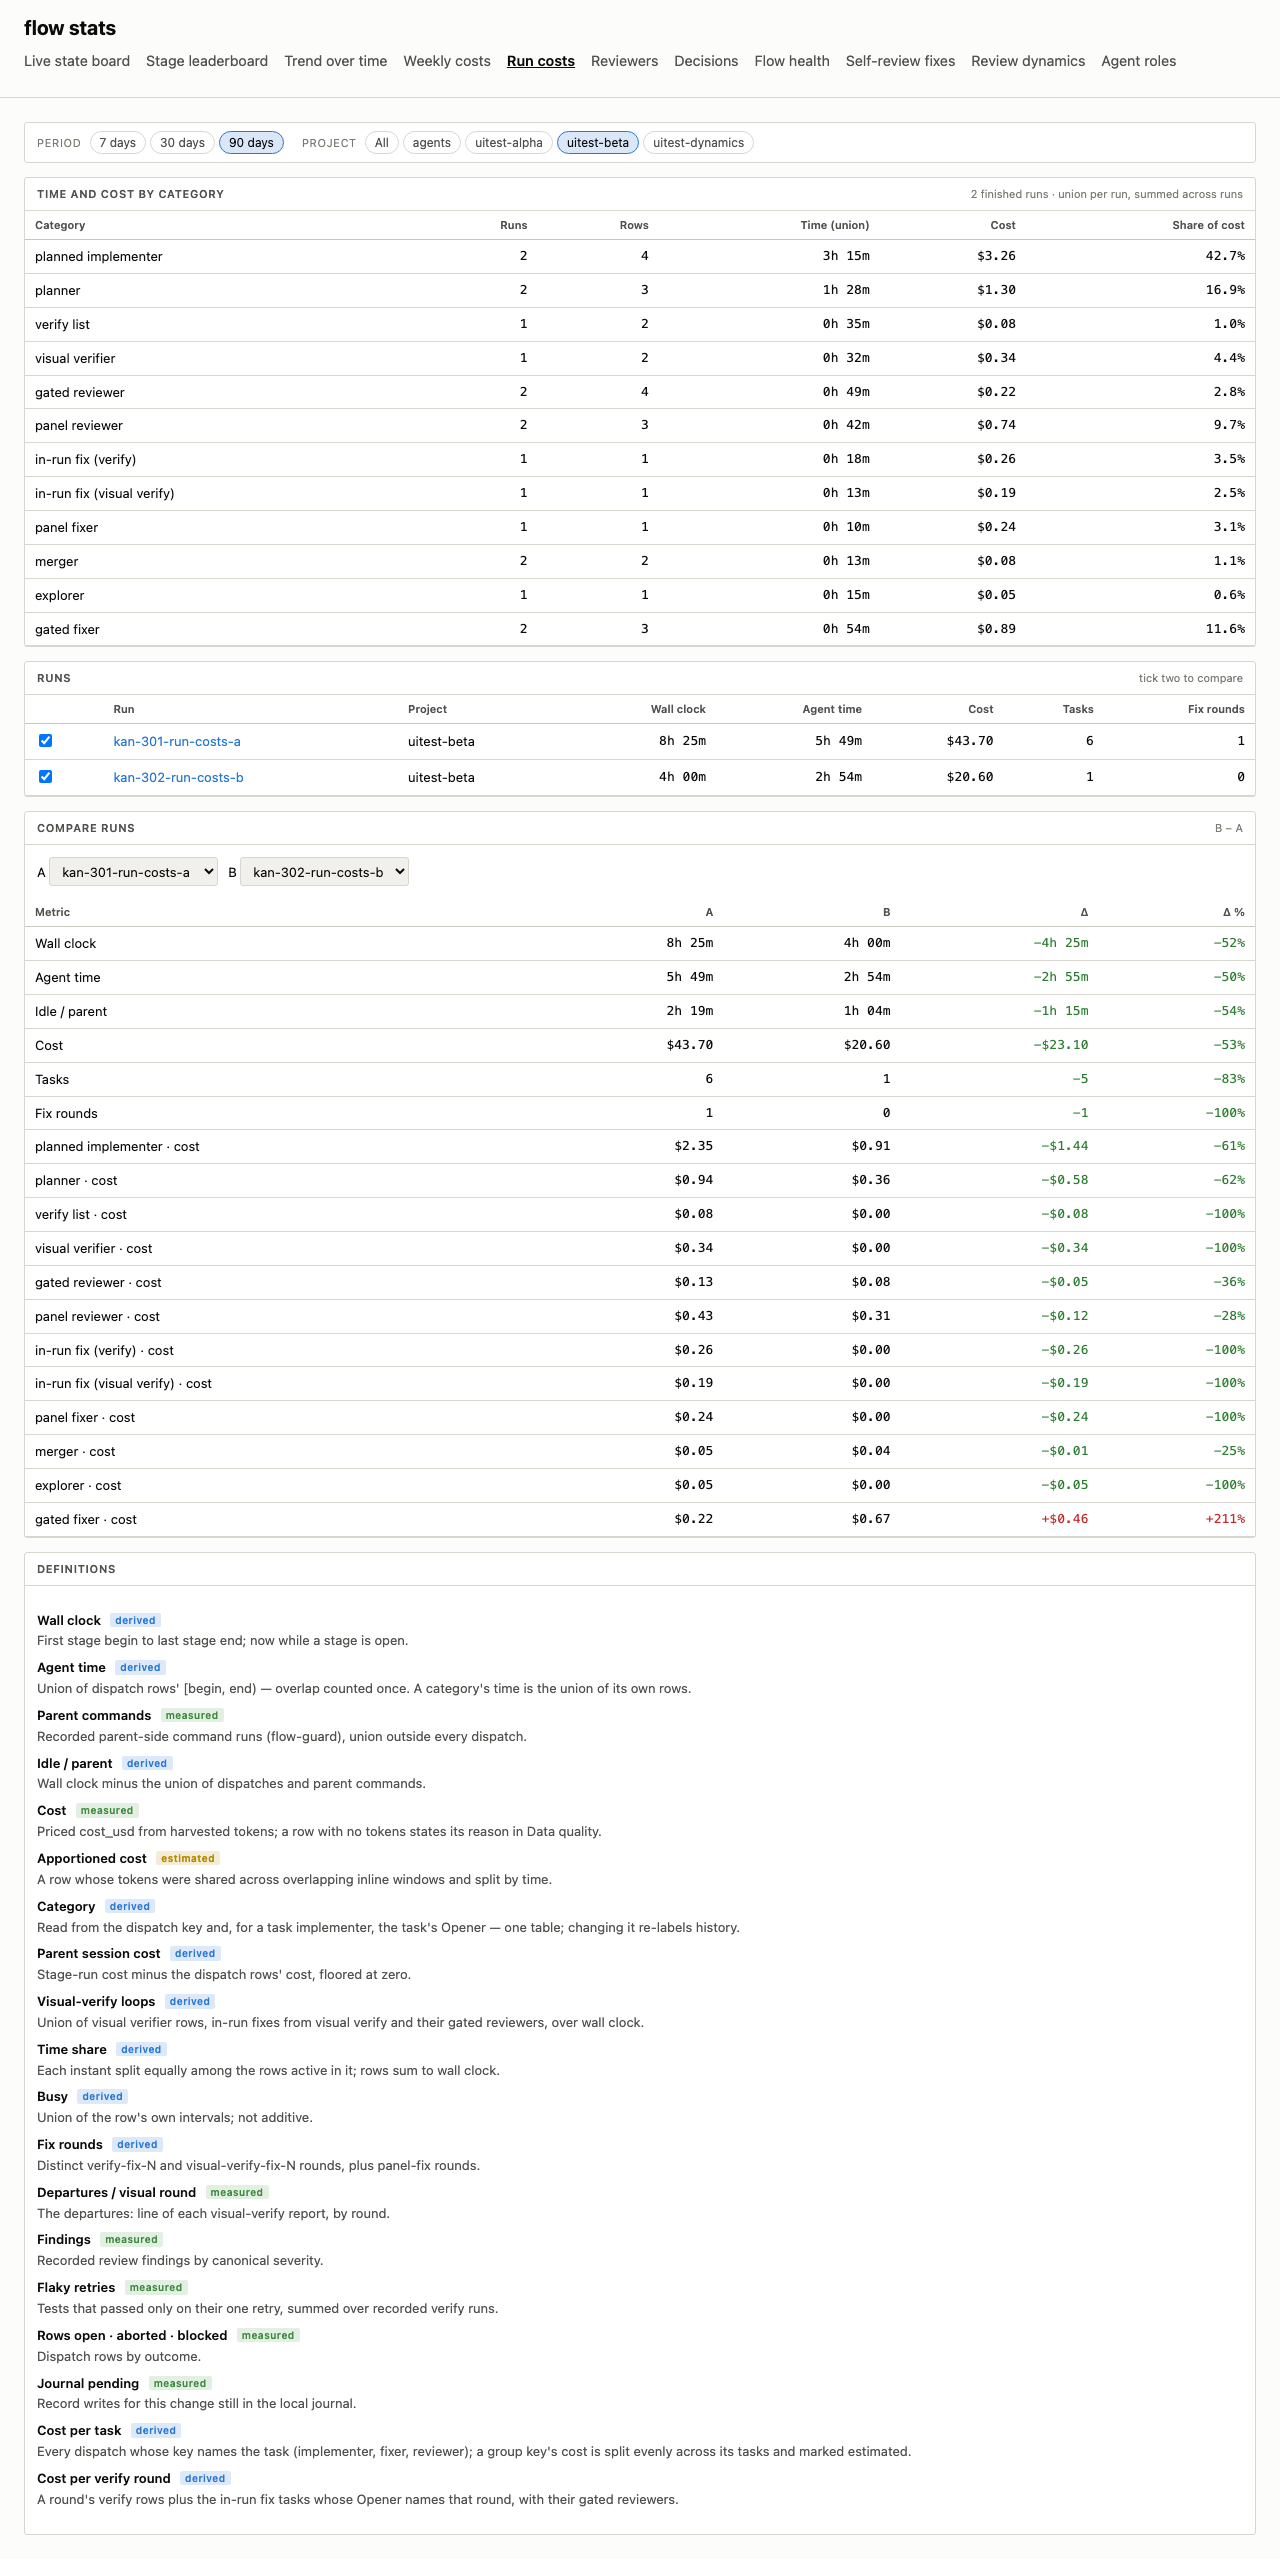 flow stats
Live state board Stage leaderboard Trend over time Weekly costs Run costs Reviewers Decisions Flow health Self-review fixes Review dynamics Agent roles
PERIOD 7 days 30 days 90 days PROJECT All agents uitest-alpha uitest-beta uitest-dynamics
TIME AND COST BY CATEGORY 2 finished runs · union per run, summed across runs
Category Runs Rows Time (union) Cost Share of cost
planned implementer 2 4 3h 15m $3.26 42.7%
planner 2 3 1h 28m $1.30 16.9%
verify list 1 2 0h 35m $0.08 1.0%
visual verifier 1 2 0h 32m $0.34 4.4%
gated reviewer 2 4 0h 49m $0.22 2.8%
panel reviewer 2 3 0h 42m $0.74 9.7%
in-run fix (verify) 1 1 0h 18m $0.26 3.5%
in-run fix (visual verify) 1 1 0h 13m $0.19 2.5%
panel fixer 1 1 0h 10m $0.24 3.1%
merger 2 2 0h 13m $0.08 1.1%
explorer 1 1 0h 15m $0.05 0.6%
gated fixer 2 3 0h 54m $0.89 11.6%
RUNS tick two to compare
Run Project Wall clock Agent time Cost Tasks Fix rounds
kan-301-run-costs-a uitest-beta 8h 25m 5h 49m $43.70 6 1
kan-302-run-costs-b uitest-beta 4h 00m 2h 54m $20.60 1 0
COMPARE RUNS B − A
A kan-301-run-costs-a B kan-302-run-costs-b
Metric A B Δ Δ %
Wall clock 8h 25m 4h 00m −4h 25m −52%
Agent time 5h 49m 2h 54m −2h 55m −50%
Idle / parent 2h 19m 1h 04m −1h 15m −54%
Cost $43.70 $20.60 −$23.10 −53%
Tasks 6 1 −5 −83%
Fix rounds 1 0 −1 −100%
planned implementer · cost $2.35 $0.91 −$1.44 −61%
planner · cost $0.94 $0.36 −$0.58 −62%
verify list · cost $0.08 $0.00 −$0.08 −100%
visual verifier · cost $0.34 $0.00 −$0.34 −100%
gated reviewer · cost $0.13 $0.08 −$0.05 −36%
panel reviewer · cost $0.43 $0.31 −$0.12 −28%
in-run fix (verify) · cost $0.26 $0.00 −$0.26 −100%
in-run fix (visual verify) · cost $0.19 $0.00 −$0.19 −100%
panel fixer · cost $0.24 $0.00 −$0.24 −100%
merger · cost $0.05 $0.04 −$0.01 −25%
explorer · cost $0.05 $0.00 −$0.05 −100%
gated fixer · cost $0.22 $0.67 +$0.46 +211%
DEFINITIONS
Wall clock derived
First stage begin to last stage end; now while a stage is open.
Agent time derived
Union of dispatch rows' [begin, end) — overlap counted once. A category's time is the union of its own rows.
Parent commands measured
Recorded parent-side command runs (flow-guard), union outside every dispatch.
Idle / parent derived
Wall clock minus the union of dispatches and parent commands.
Cost measured
Priced cost_usd from harvested tokens; a row with no tokens states its reason in Data quality.
Apportioned cost estimated
A row whose tokens were shared across overlapping inline windows and split by time.
Category derived
Read from the dispatch key and, for a task implementer, the task's Opener — one table; changing it re-labels history.
Parent session cost derived
Stage-run cost minus the dispatch rows' cost, floored at zero.
Visual-verify loops derived
Union of visual verifier rows, in-run fixes from visual verify and their gated reviewers, over wall clock.
Time share derived
Each instant split equally among the rows active in it; rows sum to wall clock.
Busy derived
Union of the row's own intervals; not additive.
Fix rounds derived
Distinct verify-fix-N and visual-verify-fix-N rounds, plus panel-fix rounds.
Departures / visual round measured
The departures: line of each visual-verify report, by round.
Findings measured
Recorded review findings by canonical severity.
Flaky retries measured
Tests that passed only on their one retry, summed over recorded verify runs.
Rows open · aborted · blocked measured
Dispatch rows by outcome.
Journal pending measured
Record writes for this change still in the local journal.
Cost per task derived
Every dispatch whose key names the task (implementer, fixer, reviewer); a group key's cost is split evenly across its tasks and marked estimated.
Cost per verify round derived
A round's verify rows plus the in-run fix tasks whose Opener names that round, with their gated reviewers.